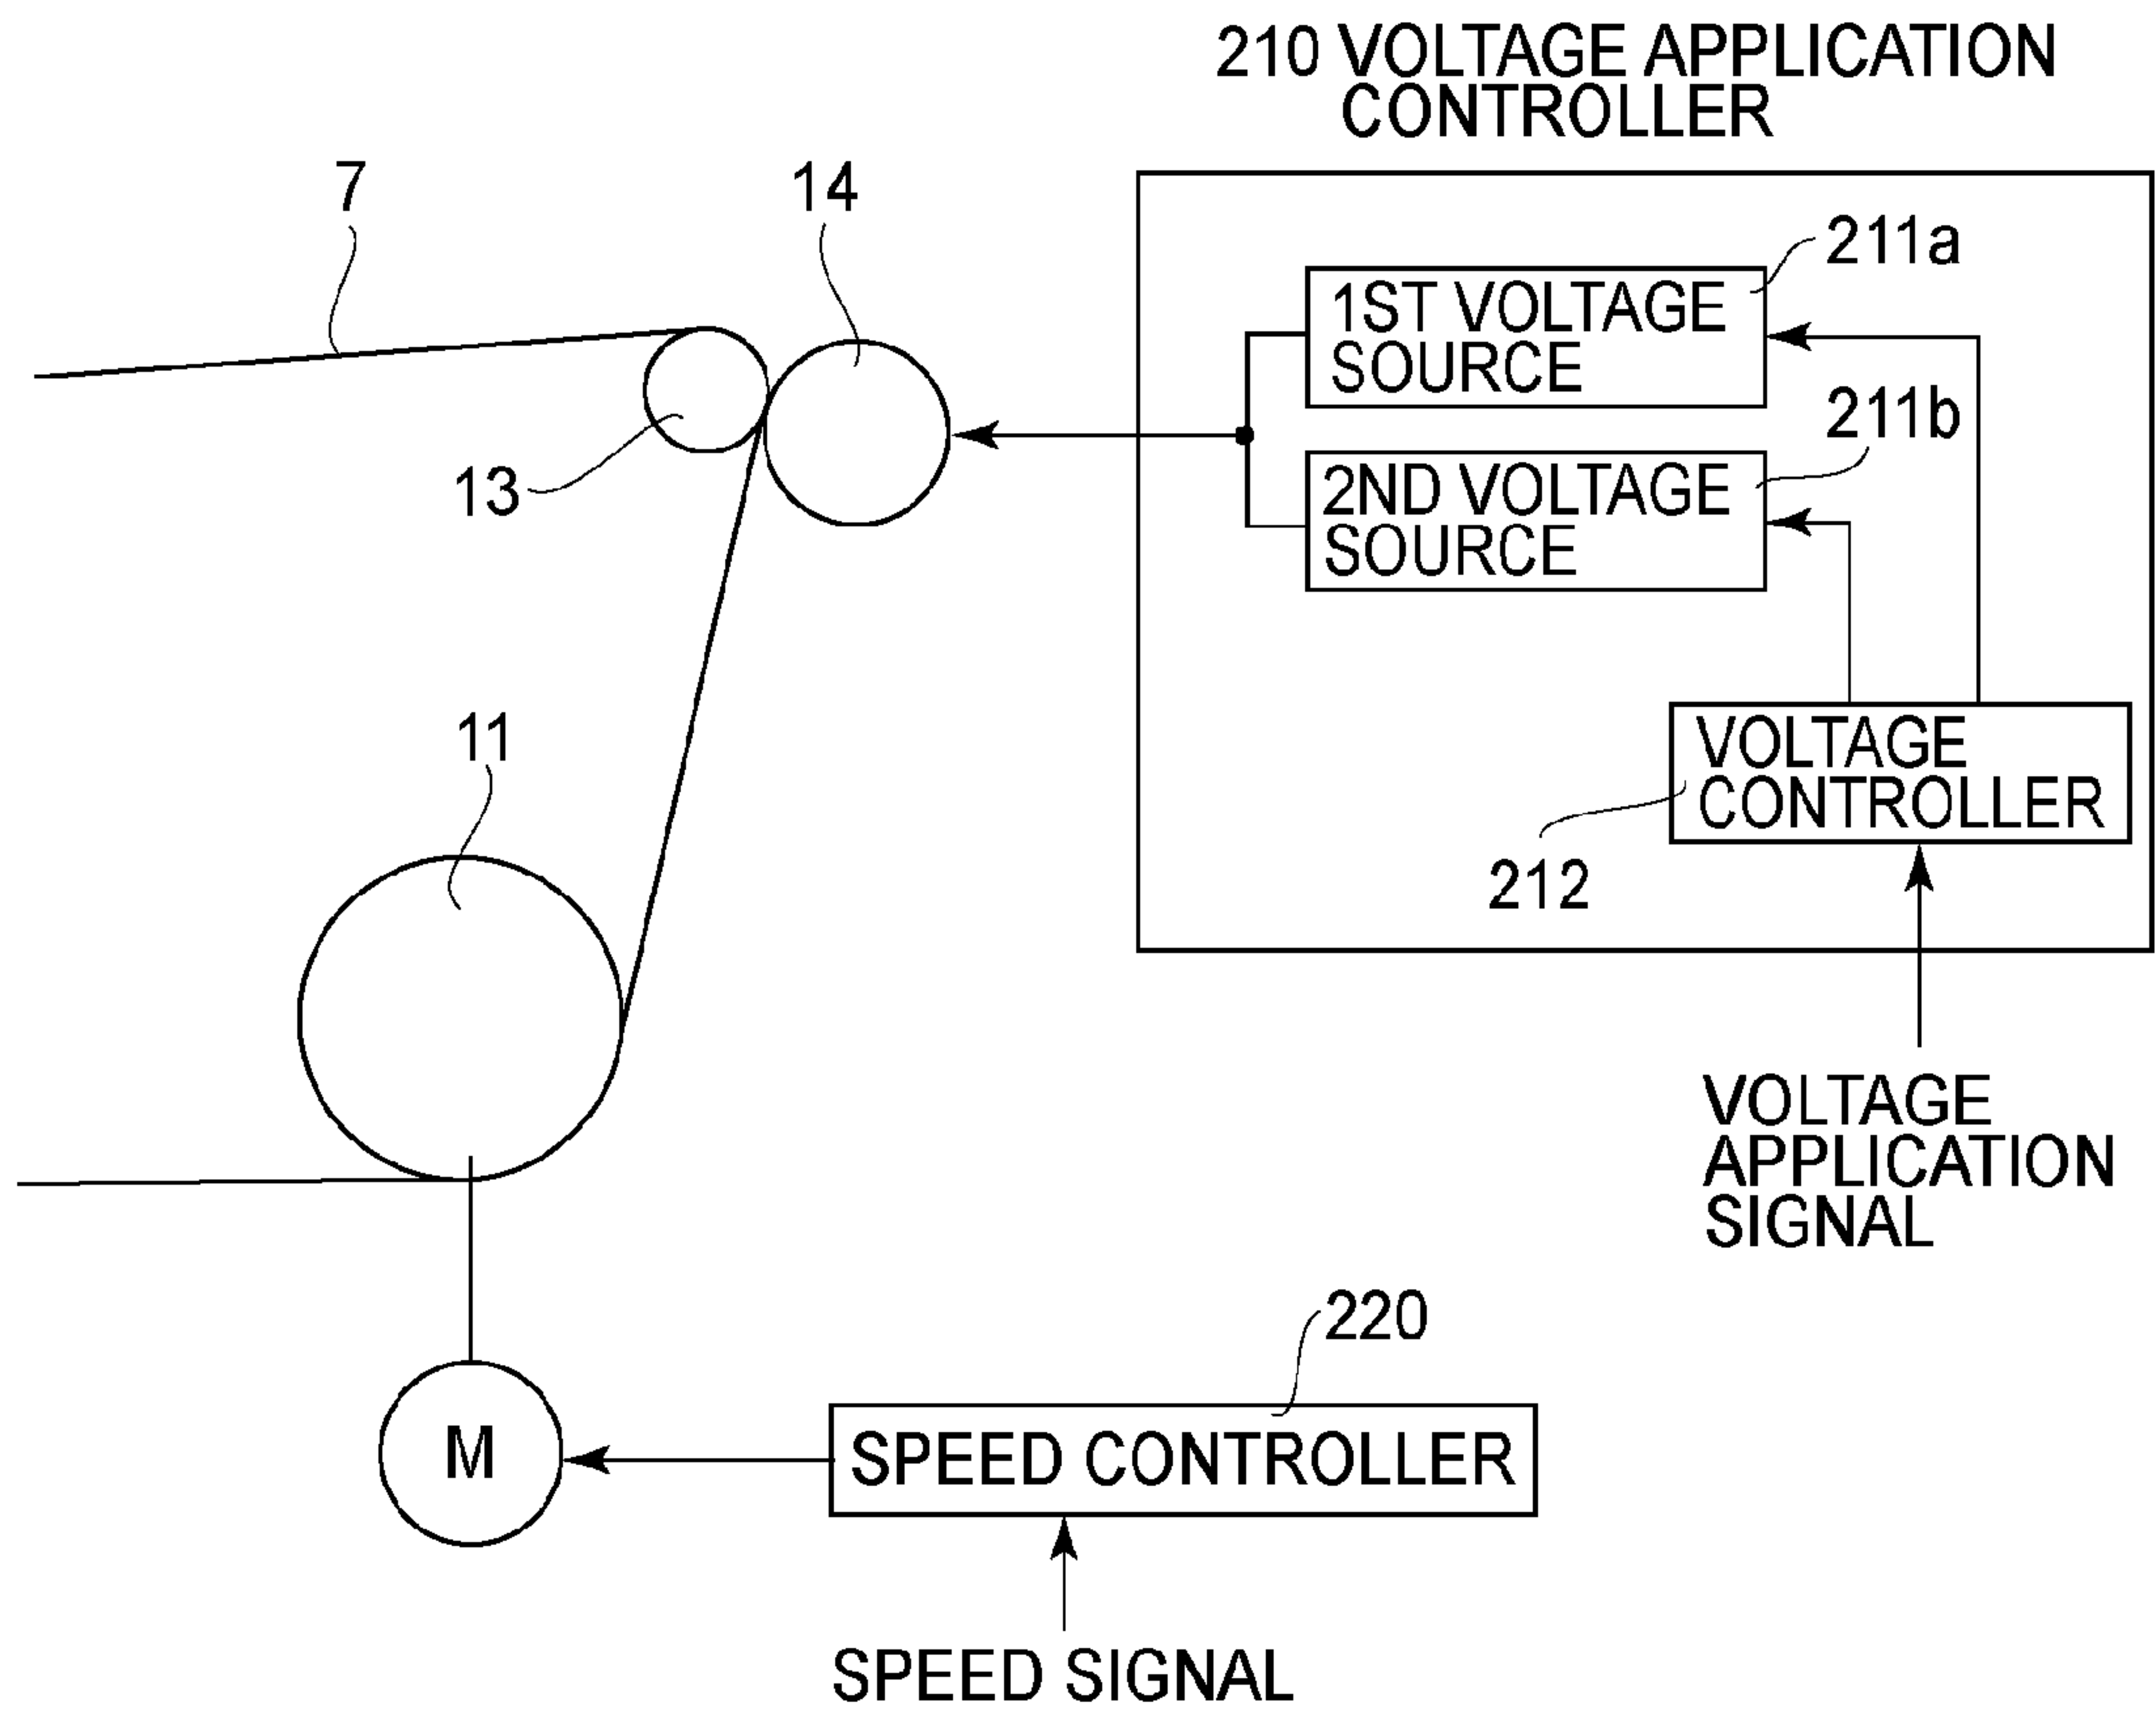 210 VOLTAGE APPLICATION
CONTROLLER
7
14
211a
1ST VOLTAGE
SOURCE
211b
13
2ND VOLTAGE
SOURCE
11
VOLTAGE
CONTROLLER
212
VOLTAGE
APPLICATION
SIGNAL
220
M
SPEED CONTROLLER
SPEED SIGNAL